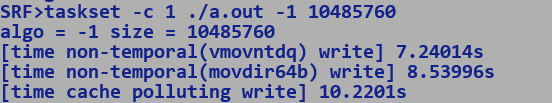 SRF>taskset -c 1 ./a.out -1 10485760
algo = -1 size = 10485760
[time non-temporal(vmovntdq) write] 7.24014s
[time non-temporal(movdir64b) write] 8.53996s
[time cache polluting write] 10.2201s